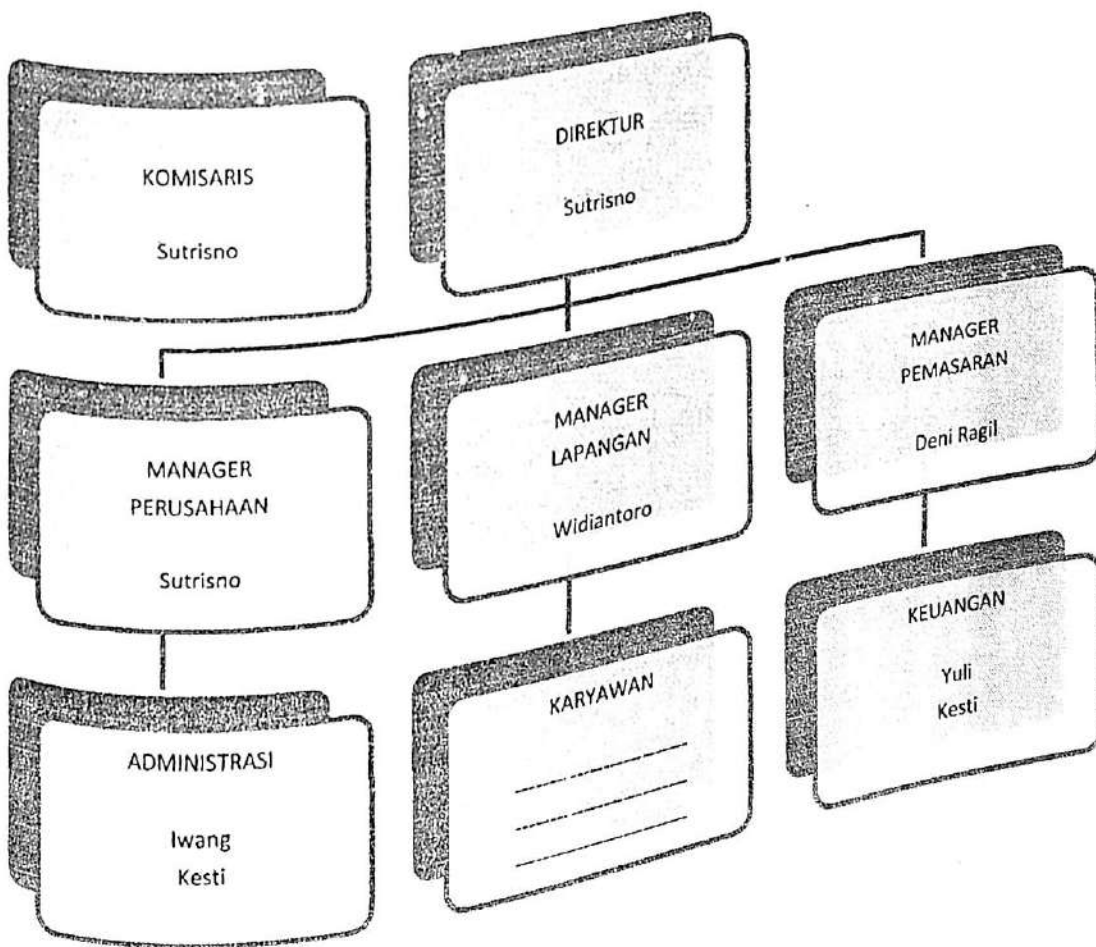 KOMISARIS
Sutrisno
DIREKTUR
Sutrisno
MANAGER
PERUSAHAAN
Sutrisno
MANAGER
LAPANGAN
Widiantoro
MANAGER
PEMASARAN
Deni Ragil
ADMINISTRASI
Iwang
Kesti
KARYAWAN
KEUANGAN
Yuli
Kesti